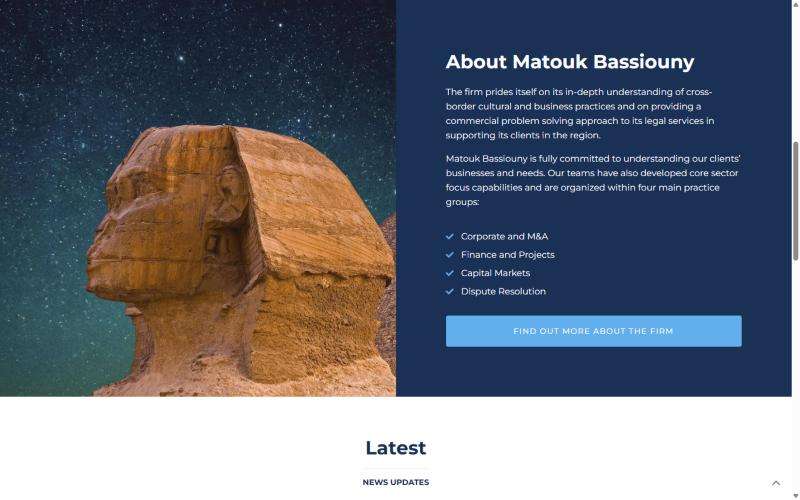 About Matouk Bassiouny
The firm prides itself on its in-depth understanding of cross-
border cultural and business practices and on providing a
commercial problem solving approach to its legal services in
supporting its clients in the region.
Matouk Bassiouny is fully committed to understanding our clients'
businesses and needs. Our teams have also developed core sector
focus capabilities and are organized within four main practice
groups:
Corporate and M&A
Finance and Projects
Capital Markets
Dispute Resolution
FIND OUT MORE ABOUT THE FIRM
Latest
NEWS UPDATES